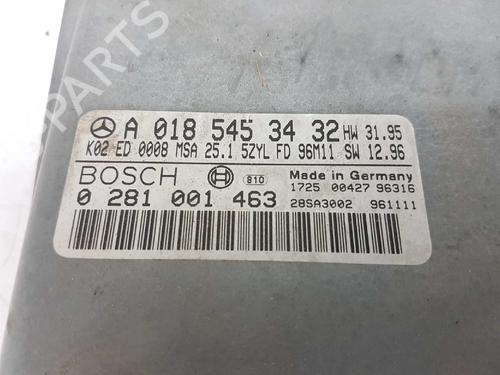 A 018 545 34 32 HW 31.95
K02 ED 0008 MSA 25.1 5ZYL FD 96M11 SW 12.96
BOSCH 810 Made in Germany
1725 00427 96316
0 281 001 463 28SA3002 961111
B-PARTS